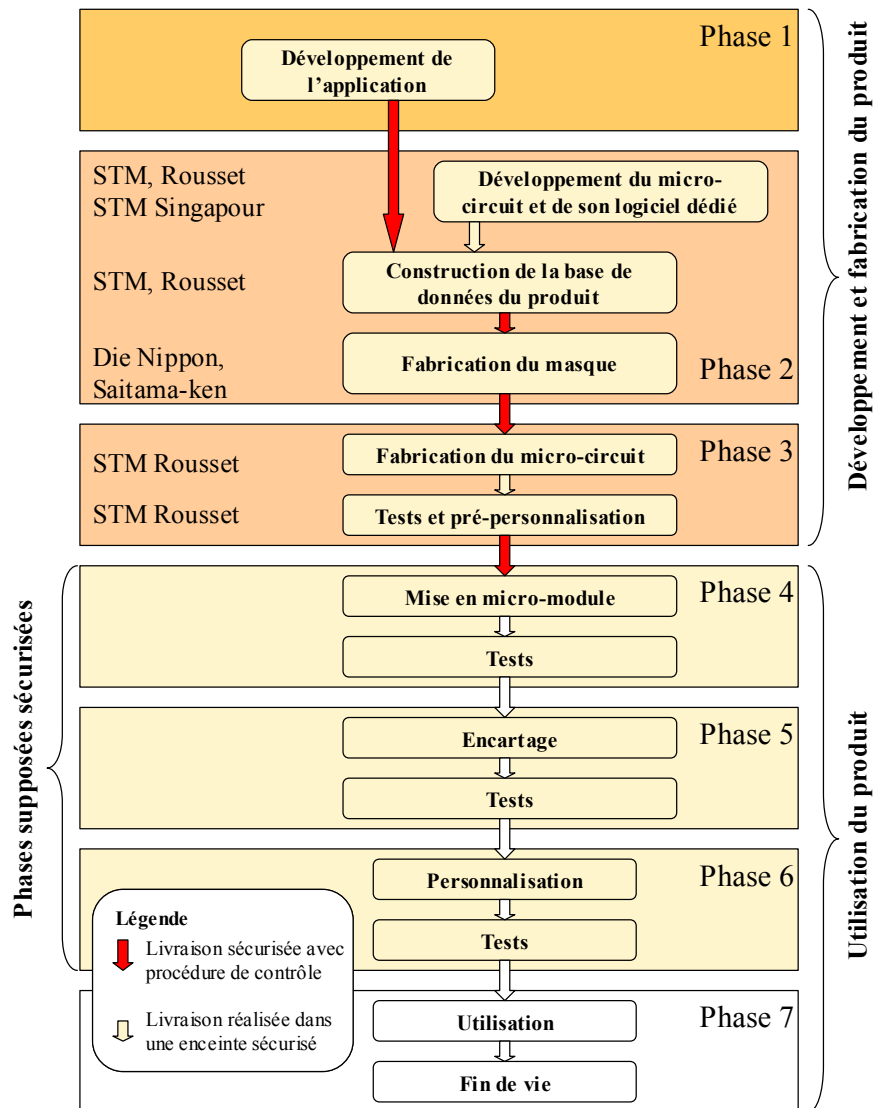 Phase 1
Développement de
l’application
STM, Rousset
STM Singapour
Développement du micro-
circuit et de son logiciel dédié
STM, Rousset
Construction de la base de
données du produit
Die Nippon,
Saitama-ken
Fabrication du masque
Phase 2
Phase 3
STM Rousset
Fabrication du micro-circuit
STM Rousset
Tests et pré-personnalisation
Développement et fabrication du produit
Phase 4
Mise en micro-module
Tests
Phase 5
Encartage
Tests
Phase 6
Personnalisation
Tests
Phases supposées sécurisées
Légende
Livraison sécurisée avec
procédure de contrôle
Livraison réalisée dans
une enceinte sécurisé
Phase 7
Utilisation
Fin de vie
Utilisation du produit